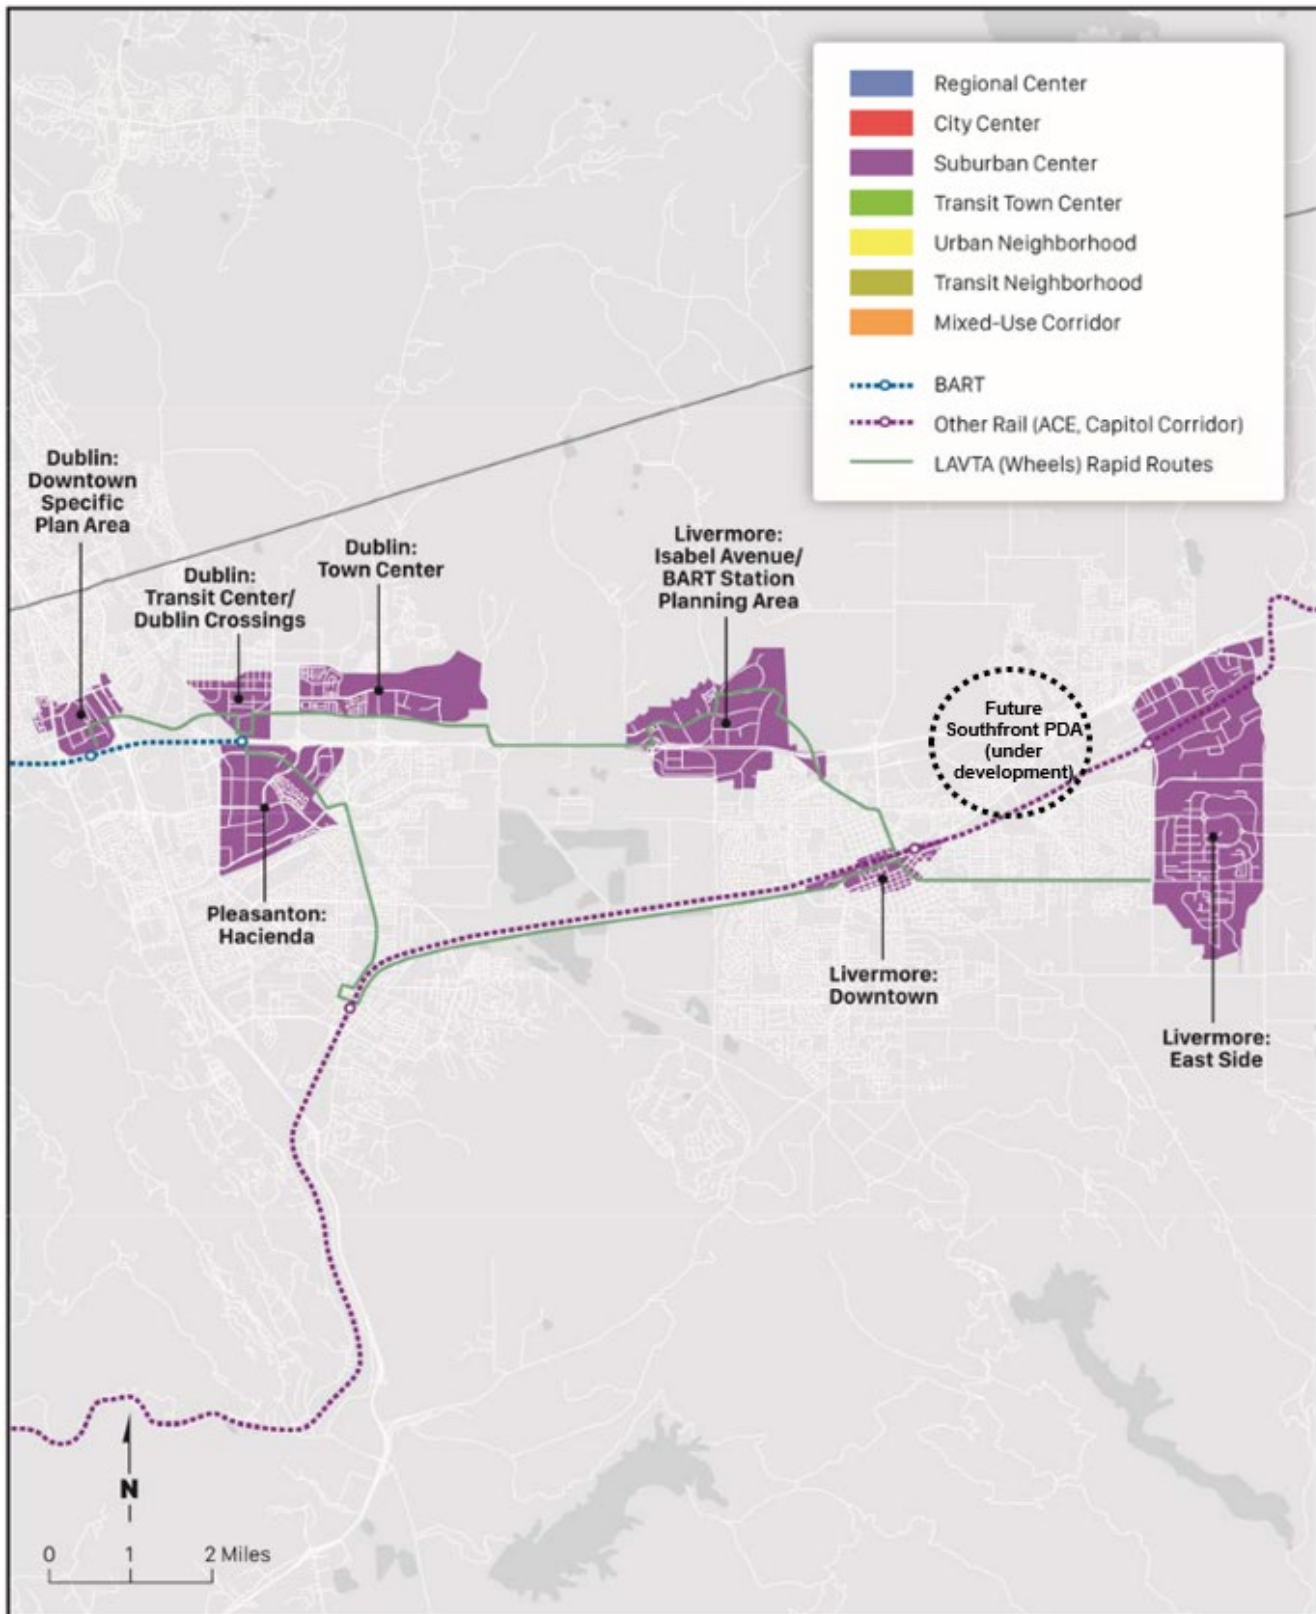 Regional Center
City Center
Suburban Center
Transit Town Center
Urban Neighborhood
Transit Neighborhood
Mixed-Use Corridor
BART
Other Rail (ACE, Capitol Corridor)
LAVTA (Wheels) Rapid Routes
Dublin:
Downtown
Specific
Plan Area
Dublin:
Transit Center/
Dublin Crossings
Dublin:
Town Center
Livermore:
Isabel Avenue/
BART Station
Planning Area
Future
Southfront PDA
(under
development)
Pleasanton:
Hacienda
Livermore:
Downtown
Livermore:
East Side
N
0 1 2 Miles